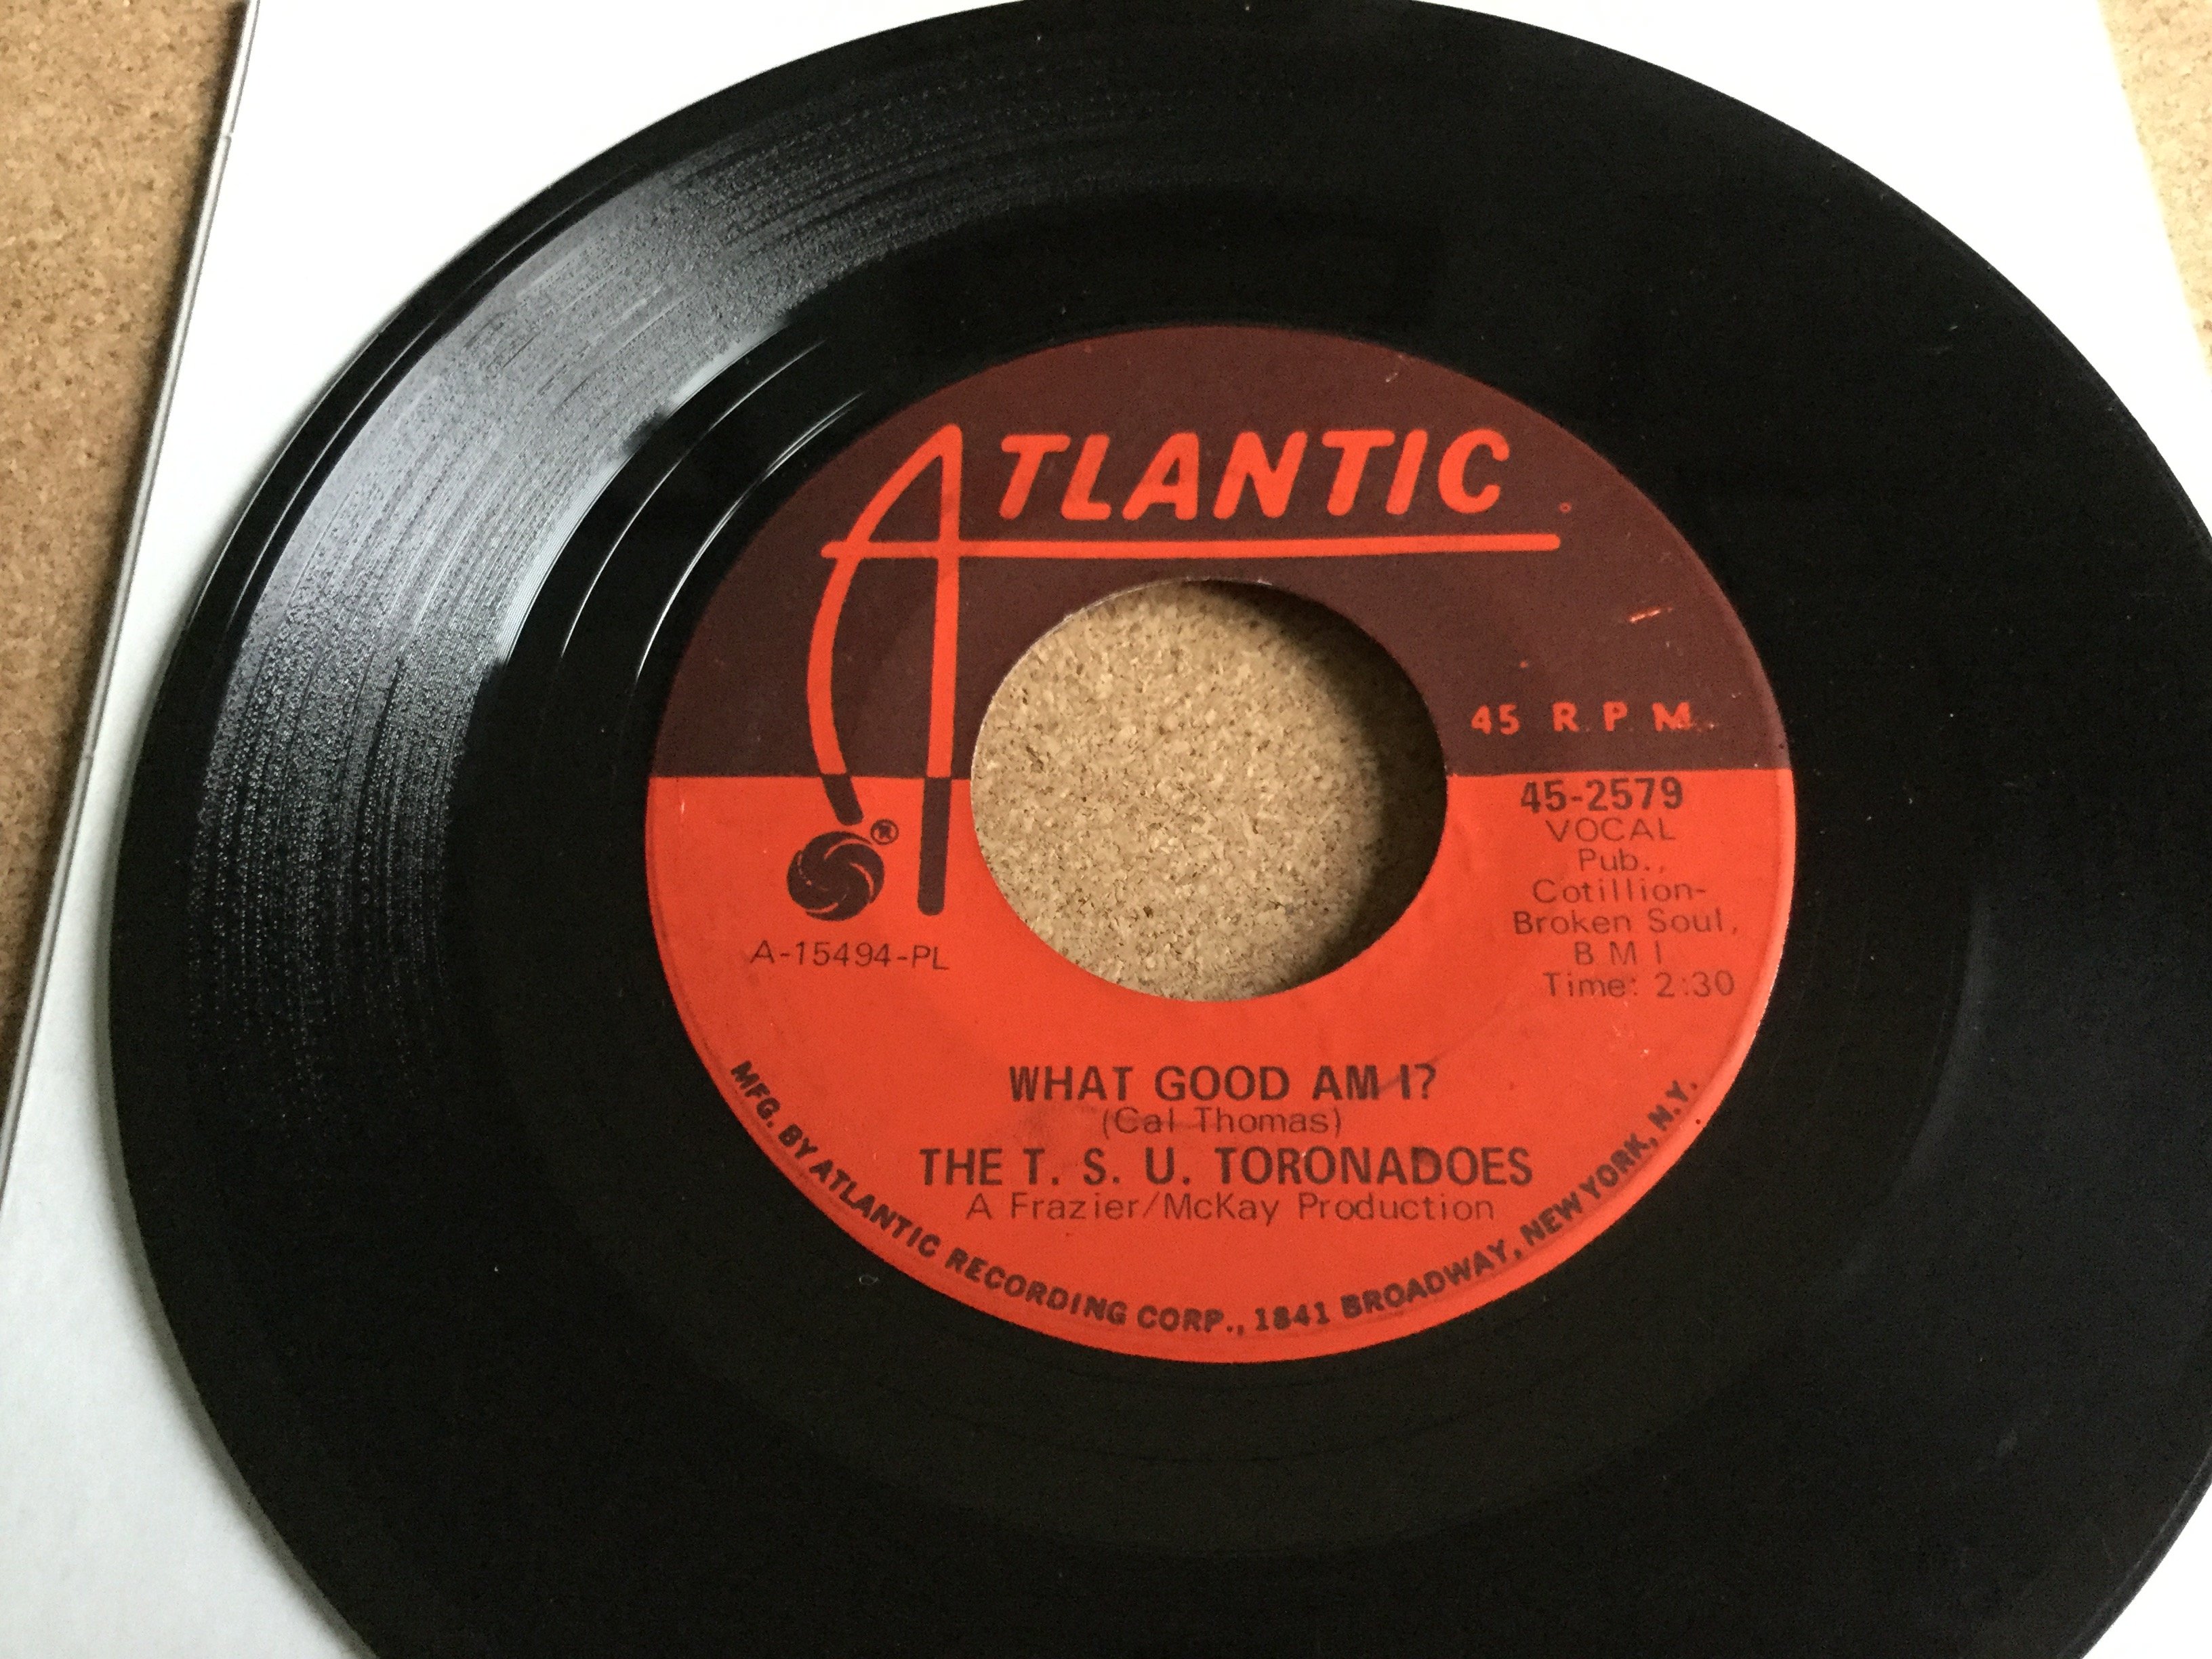 ATLANTIC
45 R.P.M.
45-2579
VOCAL
Pub.,
Cotillion-
Broken Soul,
B M I
Time: 2:30
®
A-15494-PL
WHAT GOOD AM I?
(Cal Thomas)
THE T. S. U. TORONADOES
A Frazier/McKay Production
MFG. BY ATLANTIC RECORDING CORP., 1841 BROADWAY, NEW YORK, N.Y.